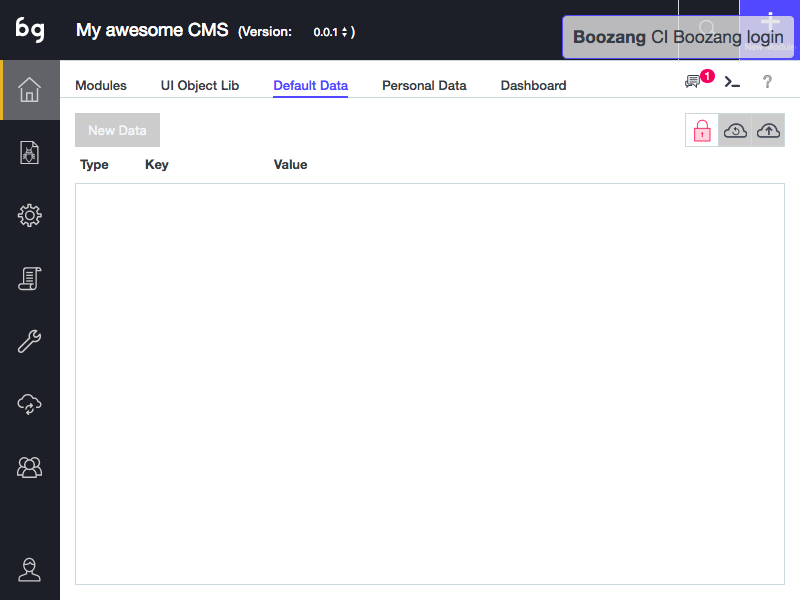 bg
My awesome CMS (Version: 0.0.1 )
Boozang CI Boozang login
New Module
Modules UI Object Lib Default Data Personal Data Dashboard 1 ?
New Data 1
Type Key Value